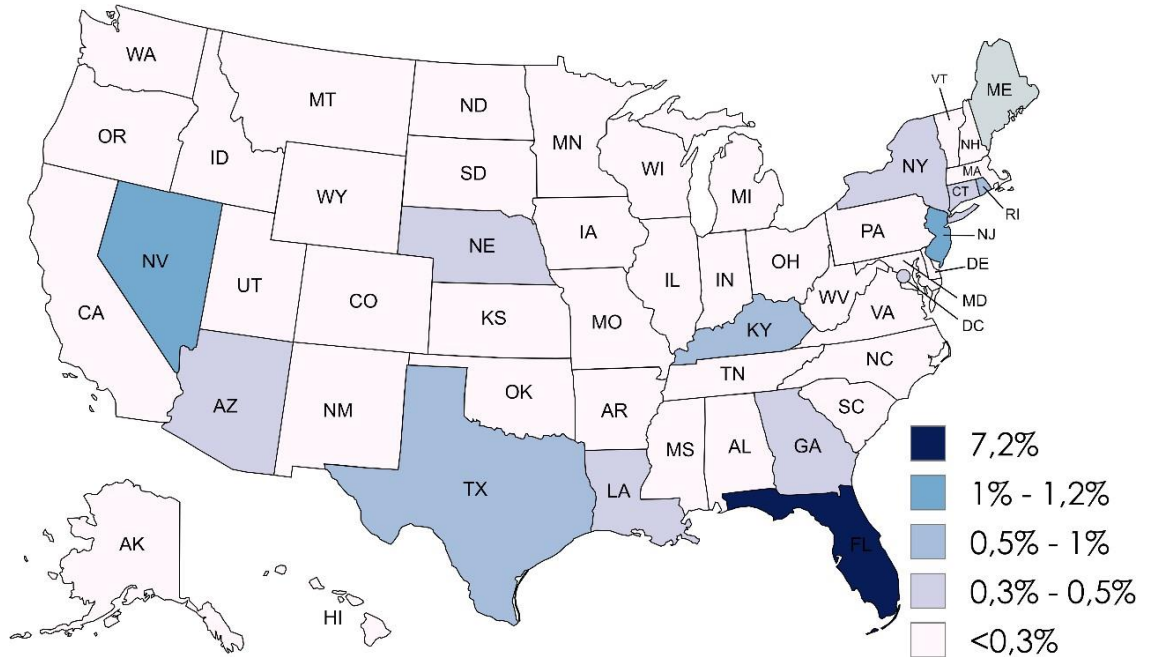 WA
MT
ND
MN
VT
ME
OR
ID
SD
WI
NY
NH
WY
MI
MA
CT
RI
NE
IA
PA
NJ
NV
UT
CO
IL
IN
OH
DE
CA
KS
MO
WV
VA
MD
KY
DC
AZ
NM
OK
AR
TN
NC
SC
MS
AL
GA
TX
LA
FL
AK
HI
7,2%
1% - 1,2%
0,5% - 1%
0,3% - 0,5%
<0,3%